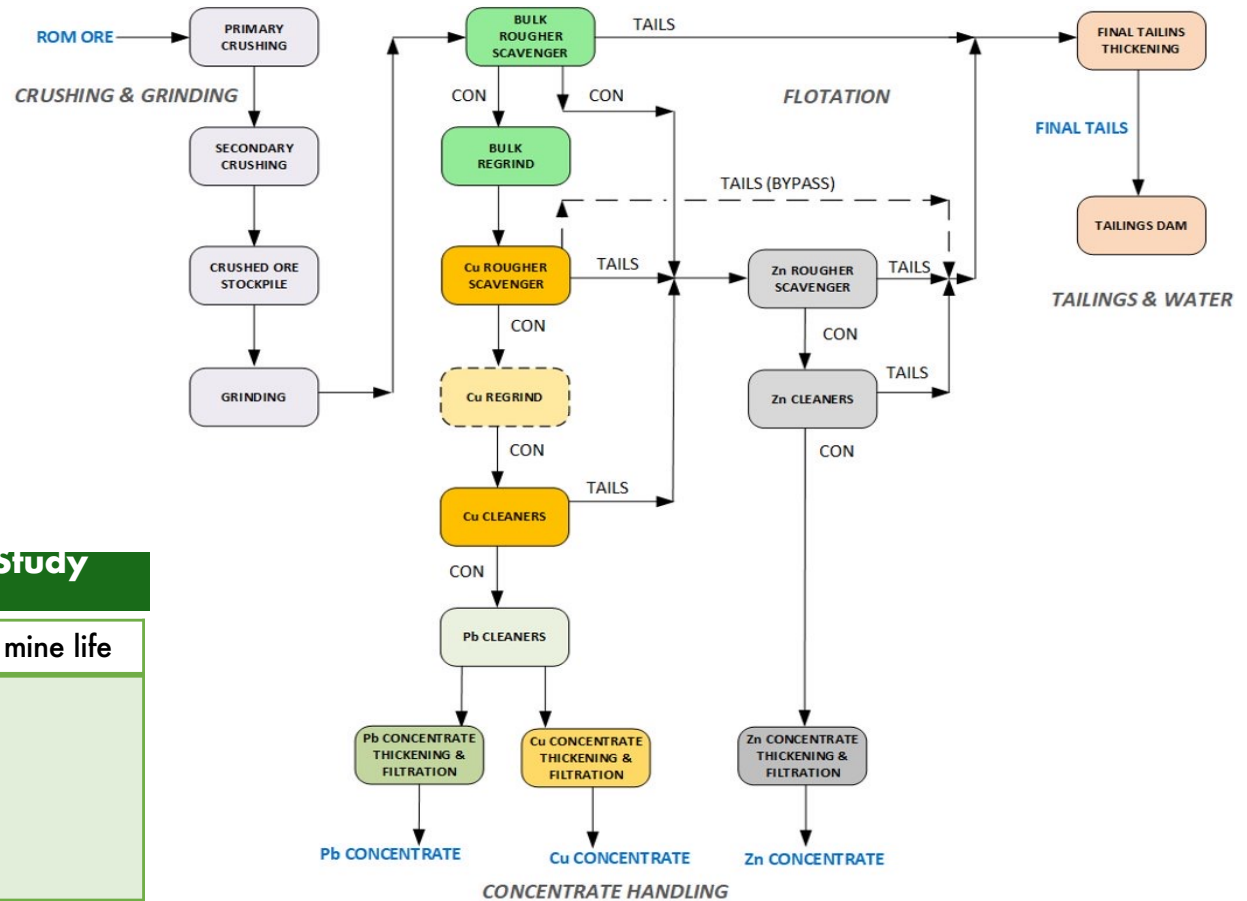 ROM ORE
PRIMARY
CRUSHING
CRUSHING & GRINDING
SECONDARY
CRUSHING
CRUSHED ORE
STOCKPILE
GRINDING
BULK
ROUGHER
SCAVENGER
TAILS
CON
CON
FLOTATION
BULK
REGRIND
TAILS (BYPASS)
Cu ROUGHER
SCAVENGER
TAILS
Zn ROUGHER
SCAVENGER
TAILS
CON
CON
Cu REGRIND
Zn CLEANERS
TAILS
CON
CON
Cu CLEANERS
TAILS
CON
Pb CLEANERS
Pb CONCENTRATE
THICKENING &
FILTRATION
Cu CONCENTRATE
THICKENING &
FILTRATION
Zn CONCENTRATE
THICKENING &
FILTRATION
Pb CONCENTRATE
Cu CONCENTRATE
Zn CONCENTRATE
CONCENTRATE HANDLING
FINAL TAILINS
THICKENING
FINAL TAILS
TAILINGS DAM
TAILINGS & WATER
Study
mine life